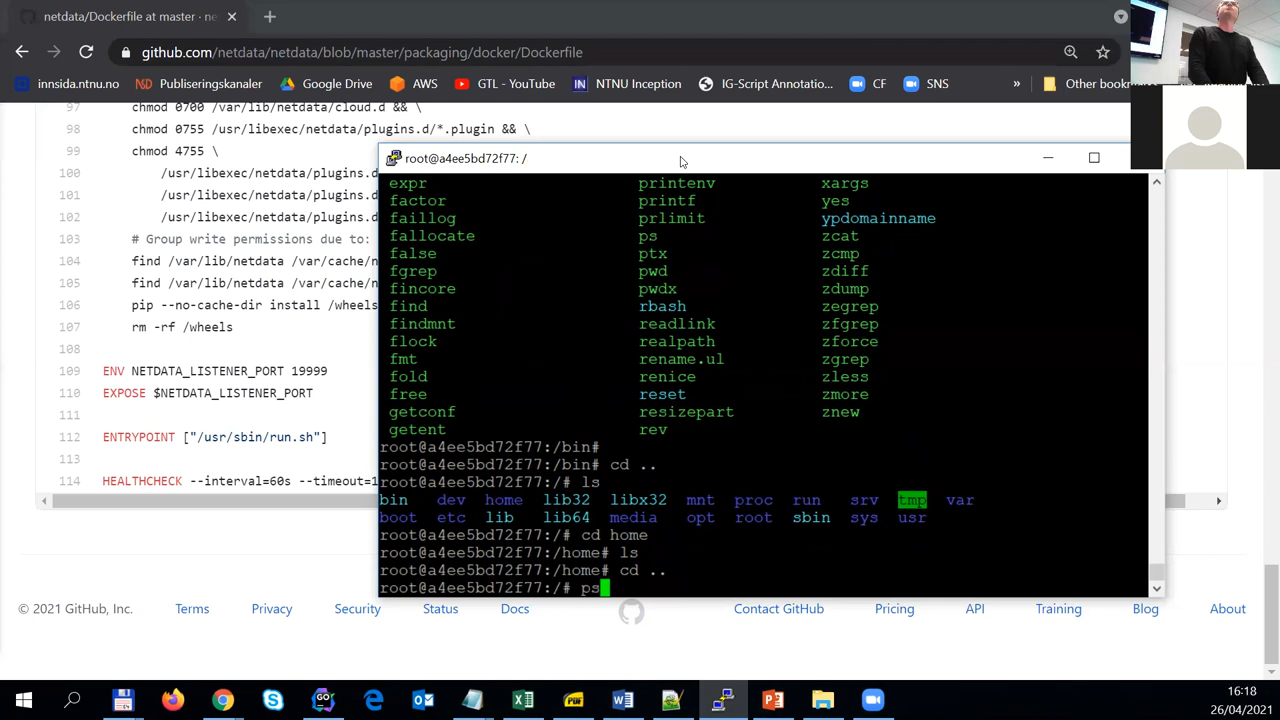 netdata/Dockerfile at master · ne
github.com/netdata/netdata/blob/master/packaging/docker/Dockerfile
innsida.ntnu.no
Publiseringskanaler
Google Drive
AWS
ETL - YouTube
NTNU Inception
IG-Script Annotatio...
CF
SNS
»
Other bookmarks
97 chmod 0700 /var/lib/netdata/cloud.d && \
98 chmod 0755 /usr/libexec/netdata/plugins.d/*.plugin && \
99 chmod 4755 \
100 /usr/libexec/netdata/plugins.d
101 /usr/libexec/netdata/plugins.d
102 /usr/libexec/netdata/plugins.d
103 # Group write permissions due to:
104 find /var/lib/netdata /var/cache/n
105 find /var/lib/netdata /var/cache/n
106 pip --no-cache-dir install /wheels
107 rm -rf /wheels
108
109 ENV NETDATA_LISTENER_PORT 19999
110 EXPOSE $NETDATA_LISTENER_PORT
111
112 ENTRYPOINT ["/usr/sbin/run.sh"]
113
114 HEALTHCHECK --interval=60s --timeout=1
root@a4ee5bd72f77: /
expr printenv xargs
factor printf yes
faillog prlimit ypdomainname
fallocate ps zcat
false ptx zcmp
fgrep pwd zdiff
fincore pwdx zdump
find rbash zegrep
findmnt readlink zfgrep
flock realpath zforce
fmt rename.ul zgrep
fold renice zless
free reset zmore
getconf resizepart znew
getent rev
root@a4ee5bd72f77:/bin#
root@a4ee5bd72f77:/bin# cd ..
root@a4ee5bd72f77:/# ls
bin dev home lib32 libx32 mnt proc run srv tmp var
boot etc lib lib64 media opt root sbin sys usr
root@a4ee5bd72f77:/# cd home
root@a4ee5bd72f77:/home# ls
root@a4ee5bd72f77:/home# cd ..
root@a4ee5bd72f77:/# ps
© 2021 GitHub, Inc.
Terms
Privacy
Security
Status
Docs
Contact GitHub
Pricing
API
Training
Blog
About
16:18
26/04/2021